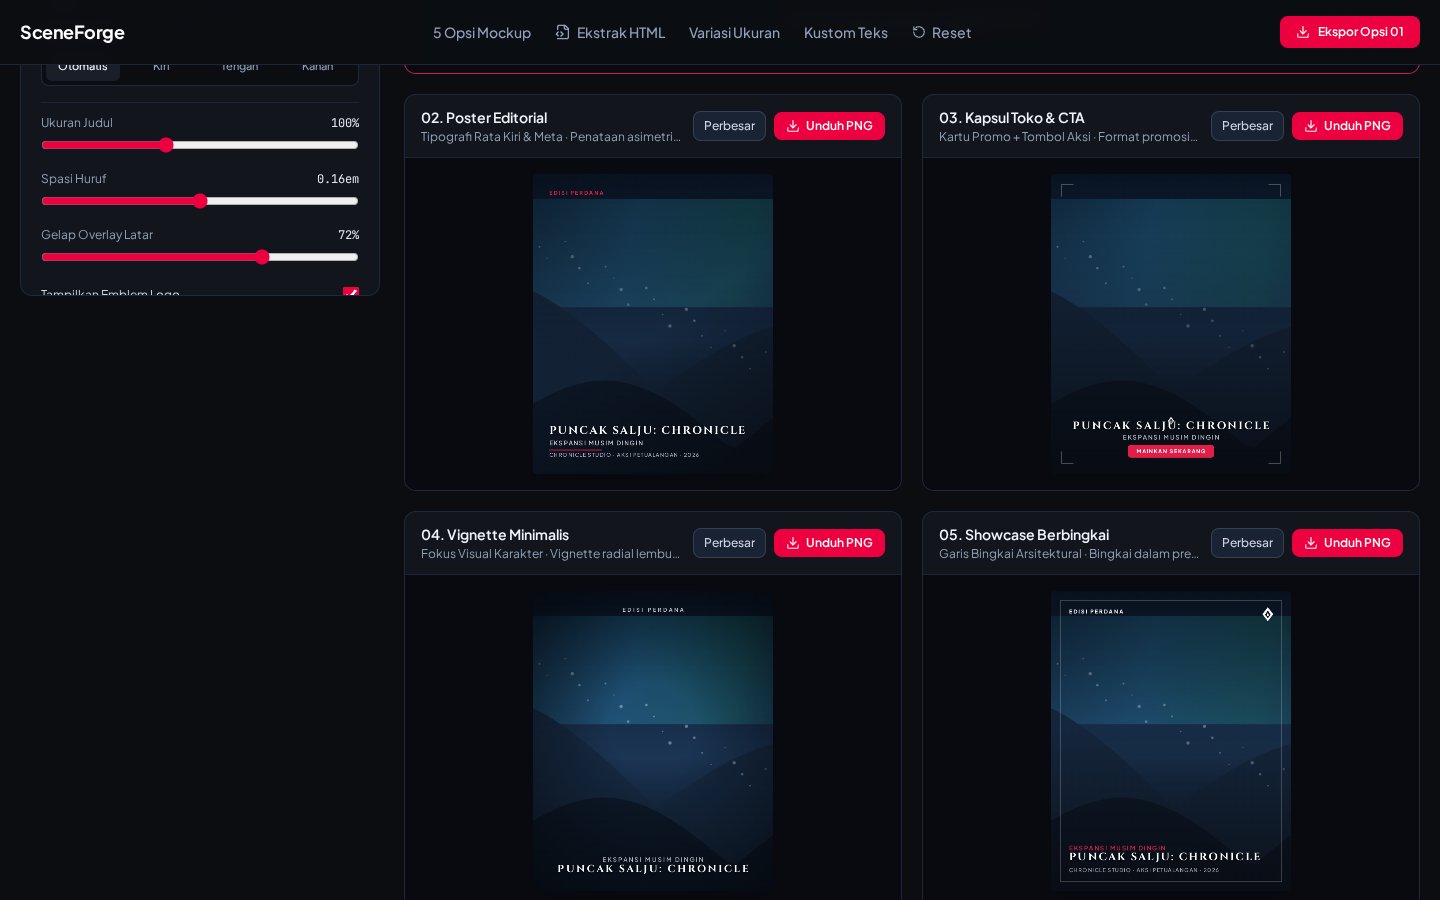 SceneForge
5 Opsi Mockup
Ekstrak HTML
Variasi Ukuran
Kustom Teks
Reset
Ekspor Opsi 01
Otomatis
Kiri
Tengah
Kanan
Ukuran Judul
100%
Spasi Huruf
0.16em
Gelap Overlay Latar
72%
Tampilkan Emblem Logo
02. Poster Editorial
Tipografi Rata Kiri & Meta · Penataan asimetri...
Perbesar
Unduh PNG
EDISI PERDANA
PUNCAK SALJU: CHRONICLE
EKSPANSI MUSIM DINGIN
CHRONICLE STUDIO · AKSI PETUALANGAN · 2026
03. Kapsul Toko & CTA
Kartu Promo + Tombol Aksi · Format promosi...
Perbesar
Unduh PNG
PUNCAK SALJU: CHRONICLE
EKSPANSI MUSIM DINGIN
MAINKAN SEKARANG
04. Vignette Minimalis
Fokus Visual Karakter · Vignette radial lembu...
Perbesar
Unduh PNG
EDISI PERDANA
EKSPANSI MUSIM DINGIN
PUNCAK SALJU: CHRONICLE
05. Showcase Berbingkai
Garis Bingkai Arsitektural · Bingkai dalam pre...
Perbesar
Unduh PNG
EDISI PERDANA
EKSPANSI MUSIM DINGIN
PUNCAK SALJU: CHRONICLE
CHRONICLE STUDIO · AKSI PETUALANGAN · 2026